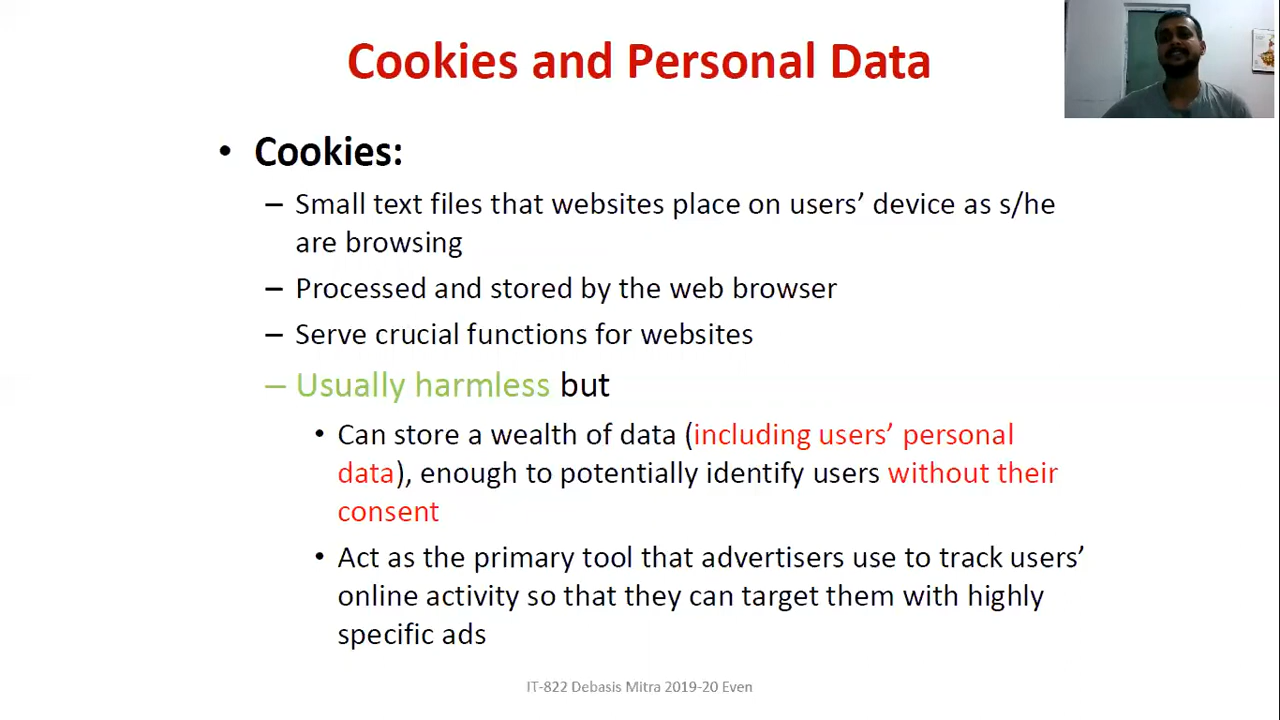 Cookies and Personal Data
• Cookies:
– Small text files that websites place on users’ device as s/he
are browsing
– Processed and stored by the web browser
– Serve crucial functions for websites
– Usually harmless but
• Can store a wealth of data (including users’ personal
data), enough to potentially identify users without their
consent
• Act as the primary tool that advertisers use to track users’
online activity so that they can target them with highly
specific ads
IT-822 Debasis Mitra 2019-20 Even